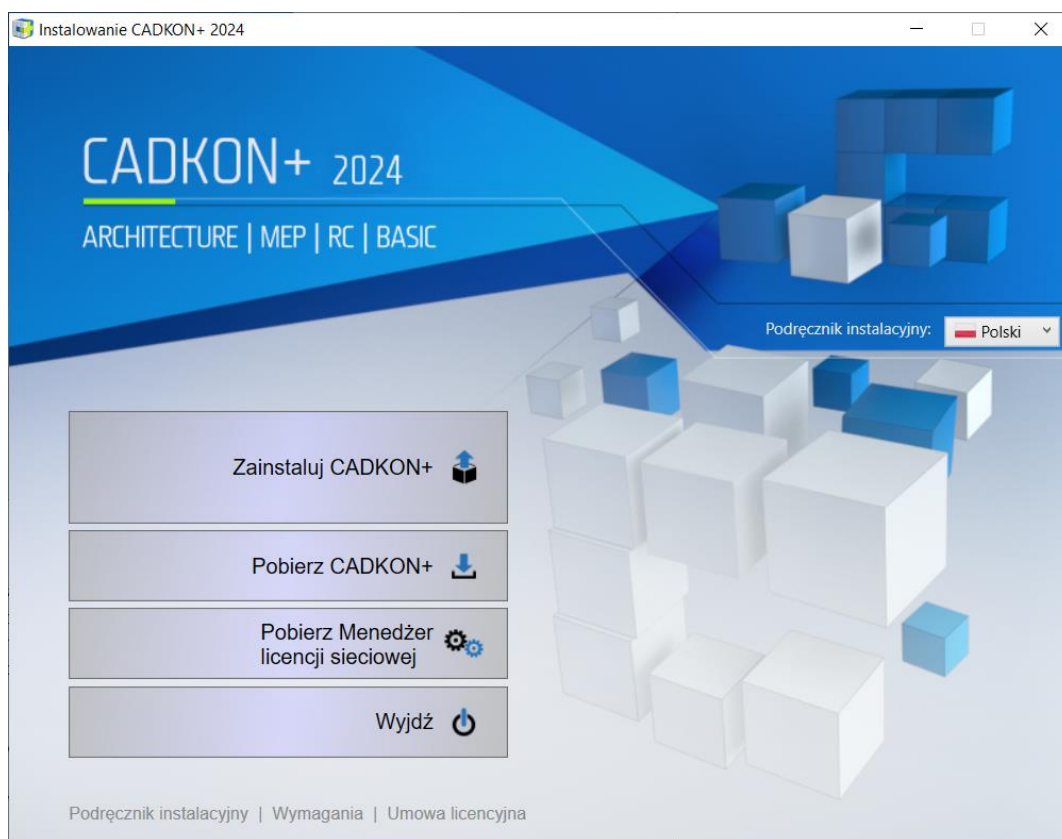 Instalowanie CADKON+ 2024
CADKON+ 2024
ARCHITECTURE | MEP | RC | BASIC
Podręcznik instalacyjny: Polski
Zainstaluj CADKON+
Pobierz CADKON+
Pobierz Menedżer
licencji sieciowej
Wyjdź
Podręcznik instalacyjny | Wymagania | Umowa licencyjna